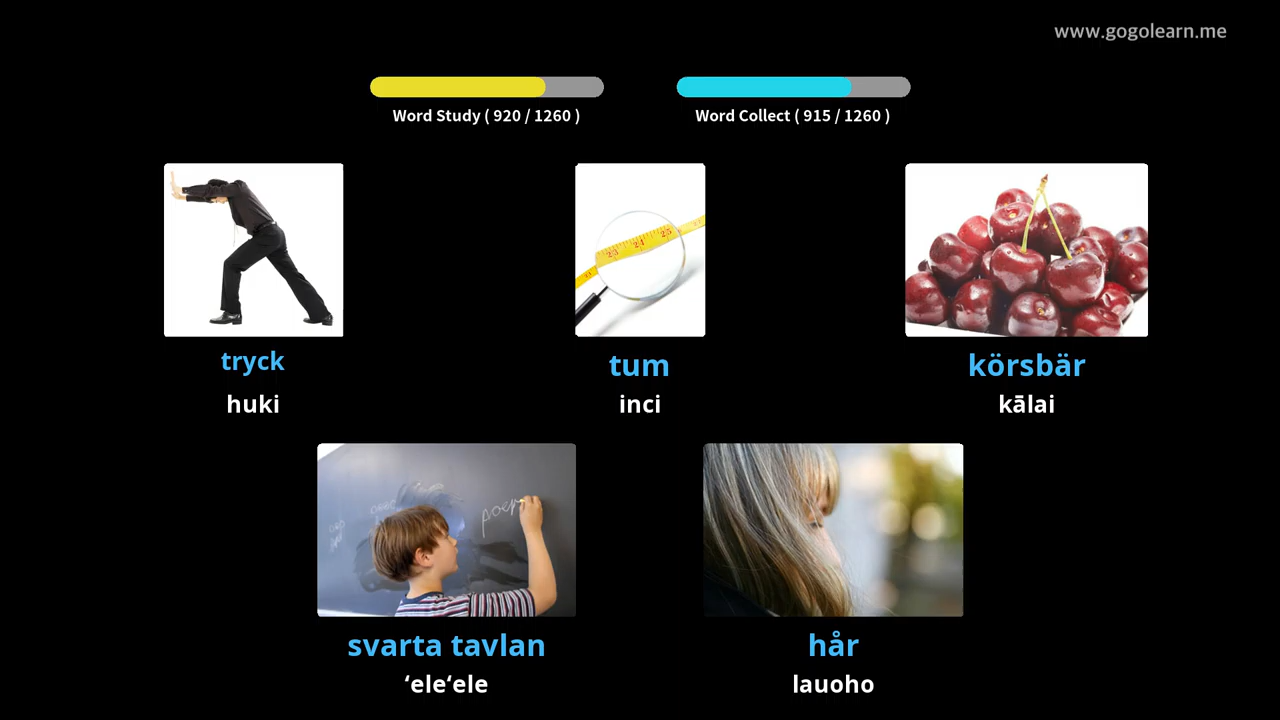 www.gogolearn.me
Word Study ( 920 / 1260 )
Word Collect ( 915 / 1260 )
tryck
huki
tum
inci
körsbär
kālai
svarta tavlan
ʻeleʻele
hår
lauoho